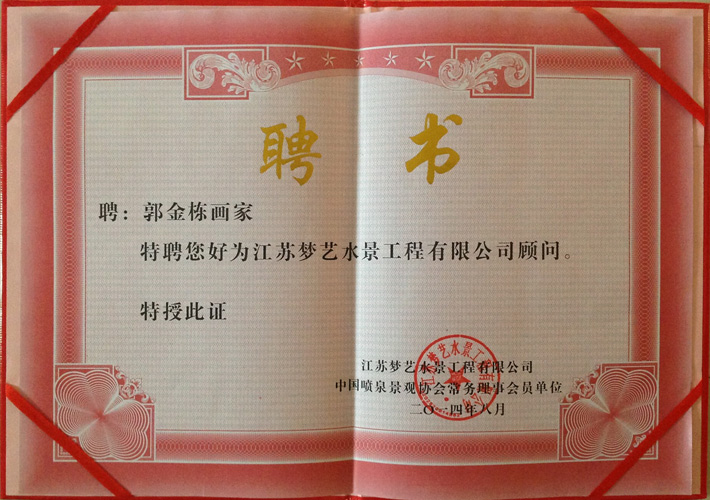 聘书
聘：郭金栋画家
特聘您好为江苏梦艺水景工程有限公司顾问。
特授此证
江苏梦艺水景工程有限公司
中国喷泉景观协会常务理事会员单位
二〇一四年八月